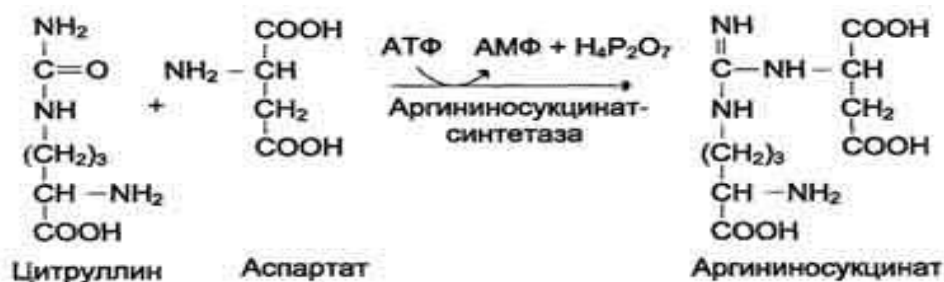 NH₂
C=O
NH
(CH₂)₃
CH –NH₂
COOH
Цитруллин
+
COOH
NH₂ – CH
CH₂
COOH
Аспартат
АТФ АМФ + H₄P₂O₇
Аргининосукцинат-
синтетаза
NH
C – NH – CH
NH
(CH₂)₃
CH –NH₂
COOH
COOH
CH₂
COOH
Аргининосукцинат